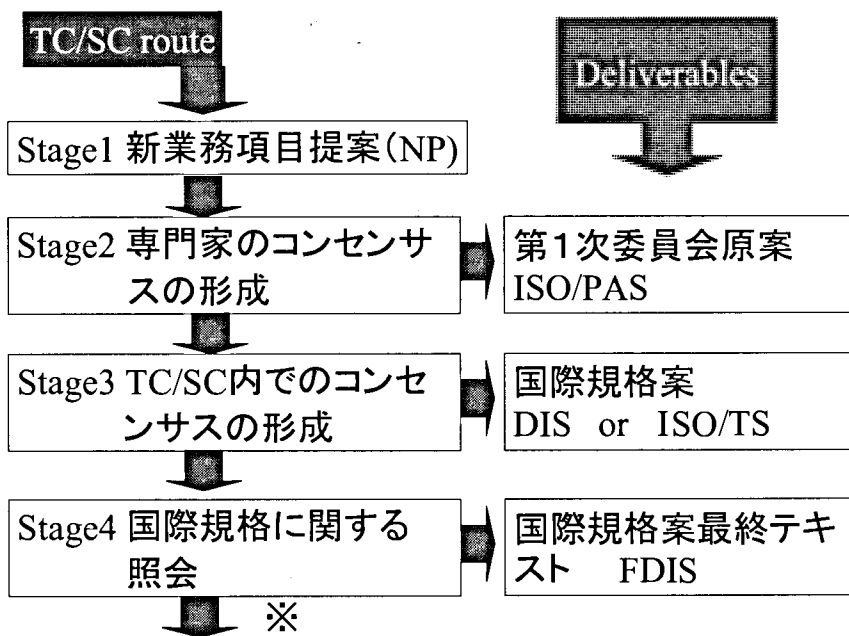 TC/SC route
Deliverables
Stage1 新業務項目提案(NP)
Stage2 専門家のコンセンサ
スの形成
第1次委員会原案
ISO/PAS
Stage3 TC/SC内でのコンセ
ンサスの形成
国際規格案
DIS or ISO/TS
Stage4 国際規格に関する
照会
国際規格案最終テキ
スト FDIS
※